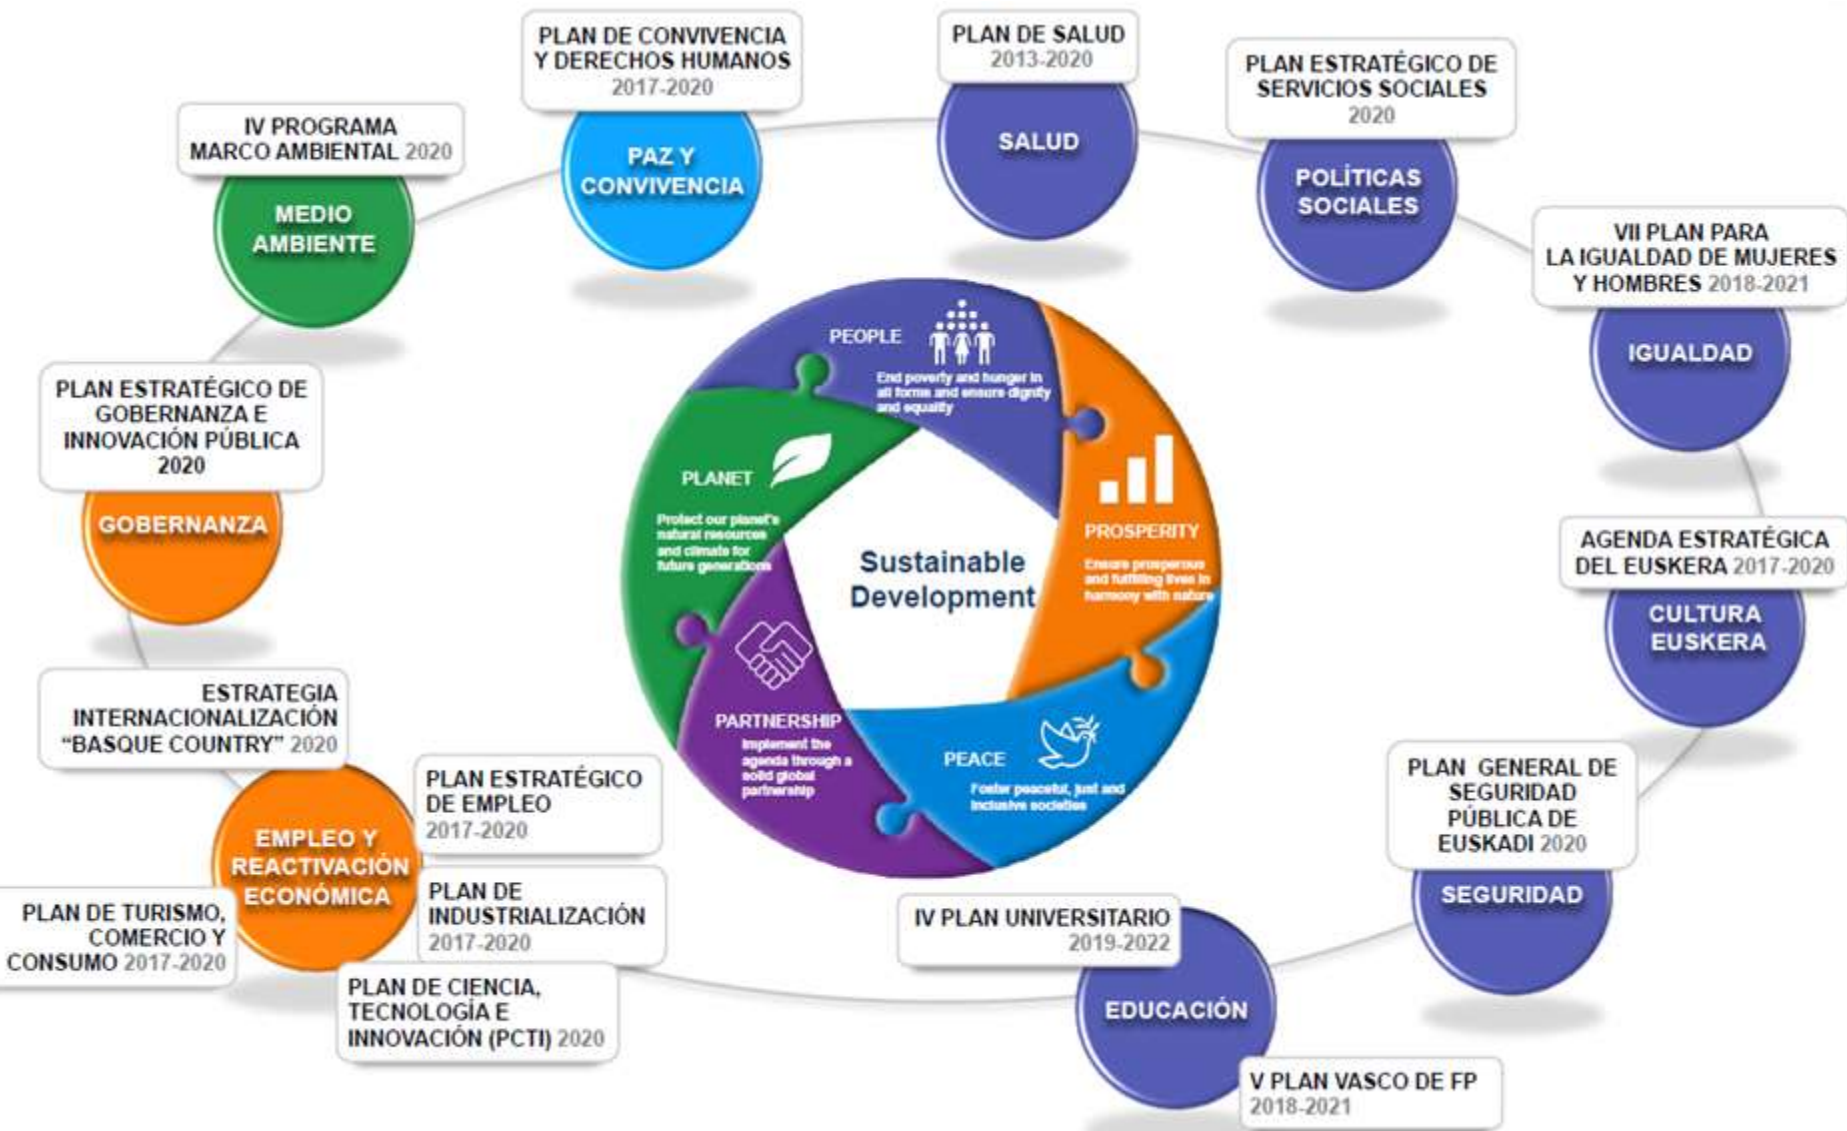 PLAN DE CONVIVENCIA
Y DERECHOS HUMANOS
2017-2020
PAZ Y
CONVIVENCIA
PLAN DE SALUD
2013-2020
SALUD
PLAN ESTRATÉGICO DE
SERVICIOS SOCIALES
2020
POLÍTICAS
SOCIALES
IV PROGRAMA
MARCO AMBIENTAL 2020
MEDIO
AMBIENTE
VII PLAN PARA
LA IGUALDAD DE MUJERES
Y HOMBRES 2018-2021
IGUALDAD
PLAN ESTRATÉGICO DE
GOBERNANZA E
INNOVACIÓN PÚBLICA
2020
GOBERNANZA
PEOPLE
End poverty and hunger in
all forms and ensure dignity
and equality
PLANET
Protect our planet's
natural resources
and climate for
future generations
PROSPERITY
Ensure prosperous
and fulfilling lives in
harmony with nature
Sustainable
Development
PARTNERSHIP
Implement the
agenda through a
solid global
partnership
PEACE
Foster peaceful, just and
inclusive societies
AGENDA ESTRATÉGICA
DEL EUSKERA 2017-2020
CULTURA
EUSKERA
ESTRATEGIA
INTERNACIONALIZACIÓN
“BASQUE COUNTRY” 2020
PLAN ESTRATÉGICO
DE EMPLEO
2017-2020
EMPLEO Y
REACTIVACIÓN
ECONÓMICA
PLAN DE
INDUSTRIALIZACIÓN
2017-2020
PLAN DE TURISMO,
COMERCIO Y
CONSUMO 2017-2020
PLAN DE CIENCIA,
TECNOLOGÍA E
INNOVACIÓN (PCTI) 2020
PLAN GENERAL DE
SEGURIDAD
PÚBLICA DE
EUSKADI 2020
SEGURIDAD
IV PLAN UNIVERSITARIO
2019-2022
EDUCACIÓN
V PLAN VASCO DE FP
2018-2021